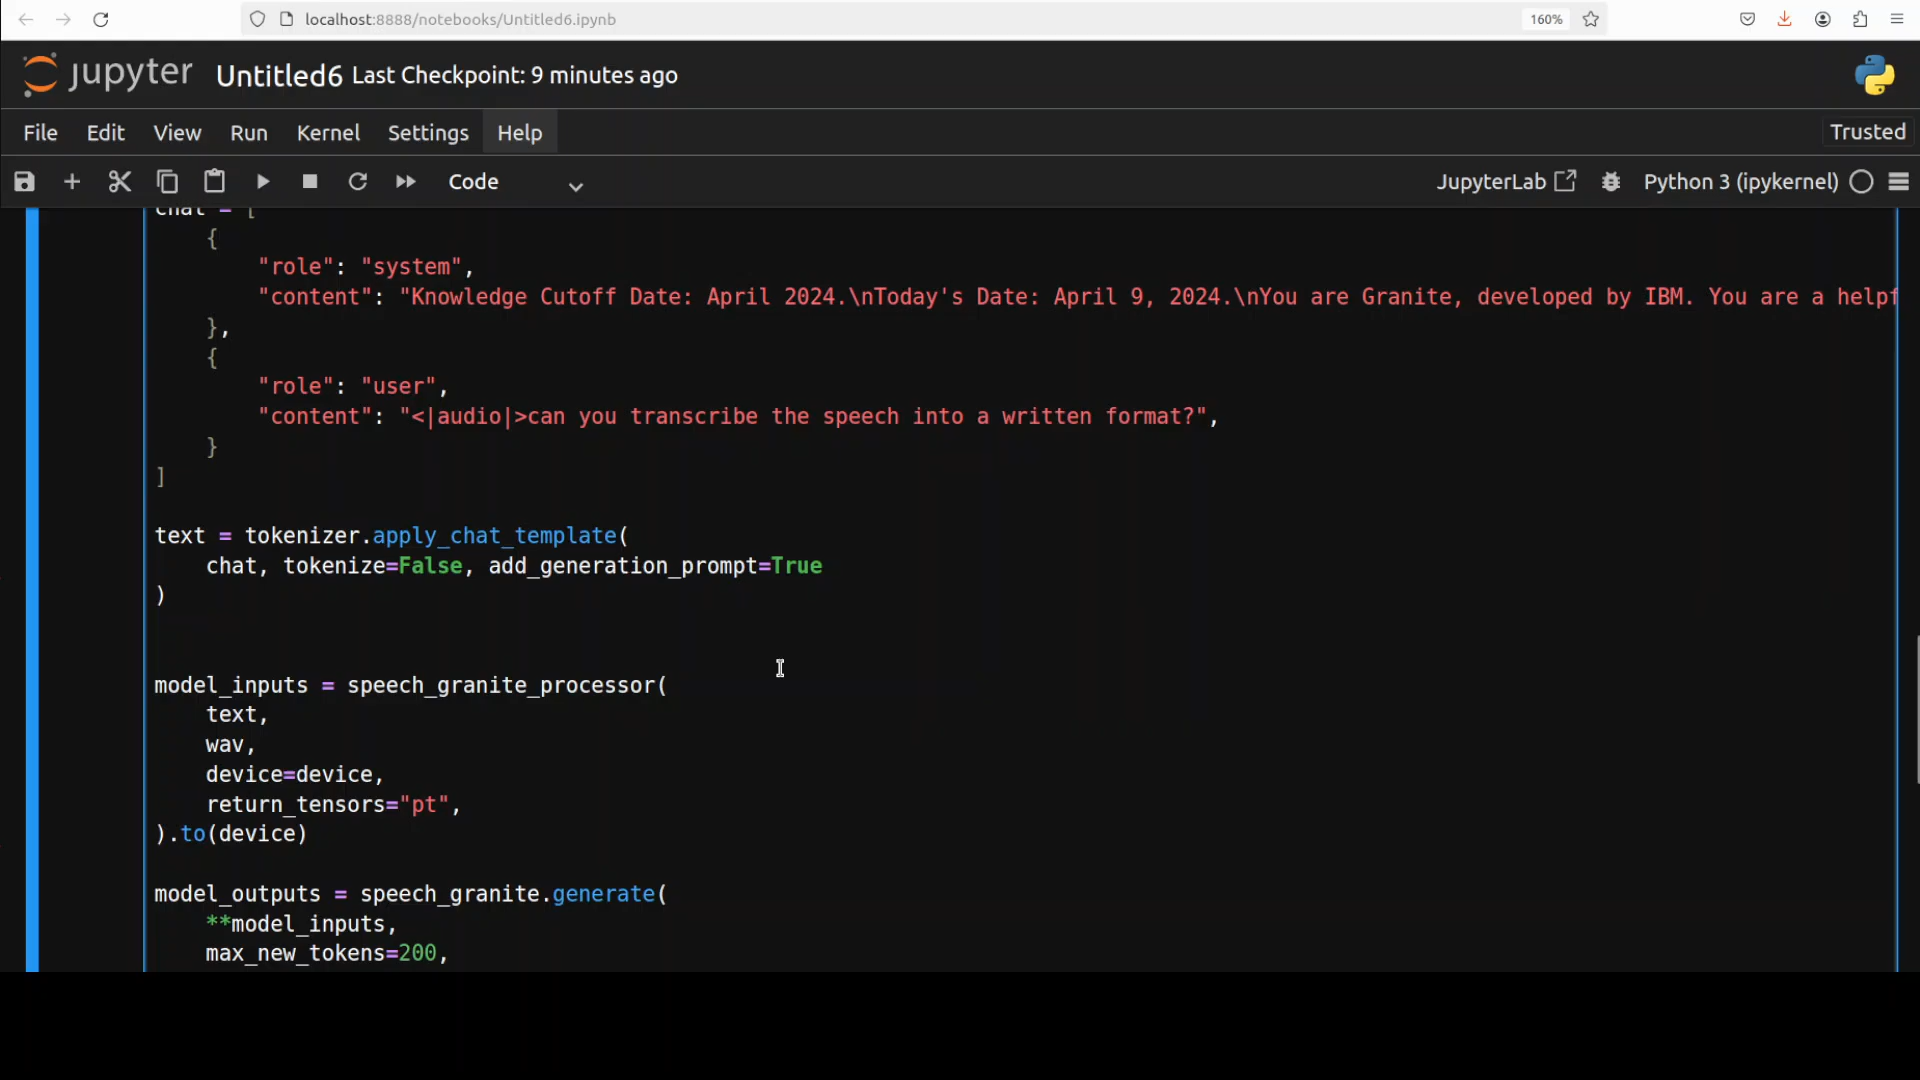 localhost:8888/notebooks/Untitled6.ipynb
160%
jupyter Untitled6 Last Checkpoint: 9 minutes ago
File Edit View Run Kernel Settings Help
Trusted
Code
JupyterLab
Python 3 (ipykernel)
chat = [
{
"role": "system",
"content": "Knowledge Cutoff Date: April 2024.\nToday's Date: April 9, 2024.\nYou are Granite, developed by IBM. You are a helpf
},
{
"role": "user",
"content": "<|audio|>can you transcribe the speech into a written format?",
}
]
text = tokenizer.apply_chat_template(
chat, tokenize=False, add_generation_prompt=True
)
model_inputs = speech_granite_processor(
text,
wav,
device=device,
return_tensors="pt",
).to(device)
model_outputs = speech_granite.generate(
**model_inputs,
max_new_tokens=200,